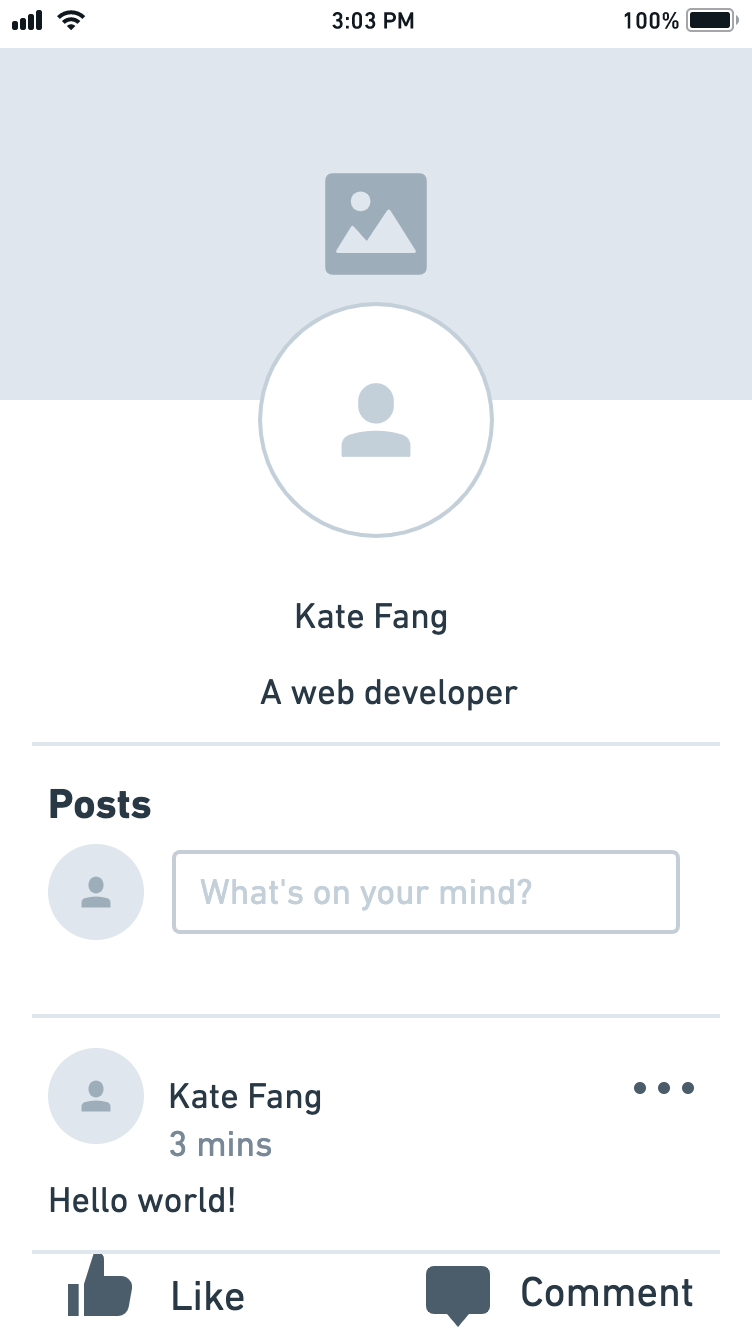 3:03 PM
100%
Kate Fang
A web developer
Posts
What's on your mind?
Kate Fang
3 mins
Hello world!
Like
Comment